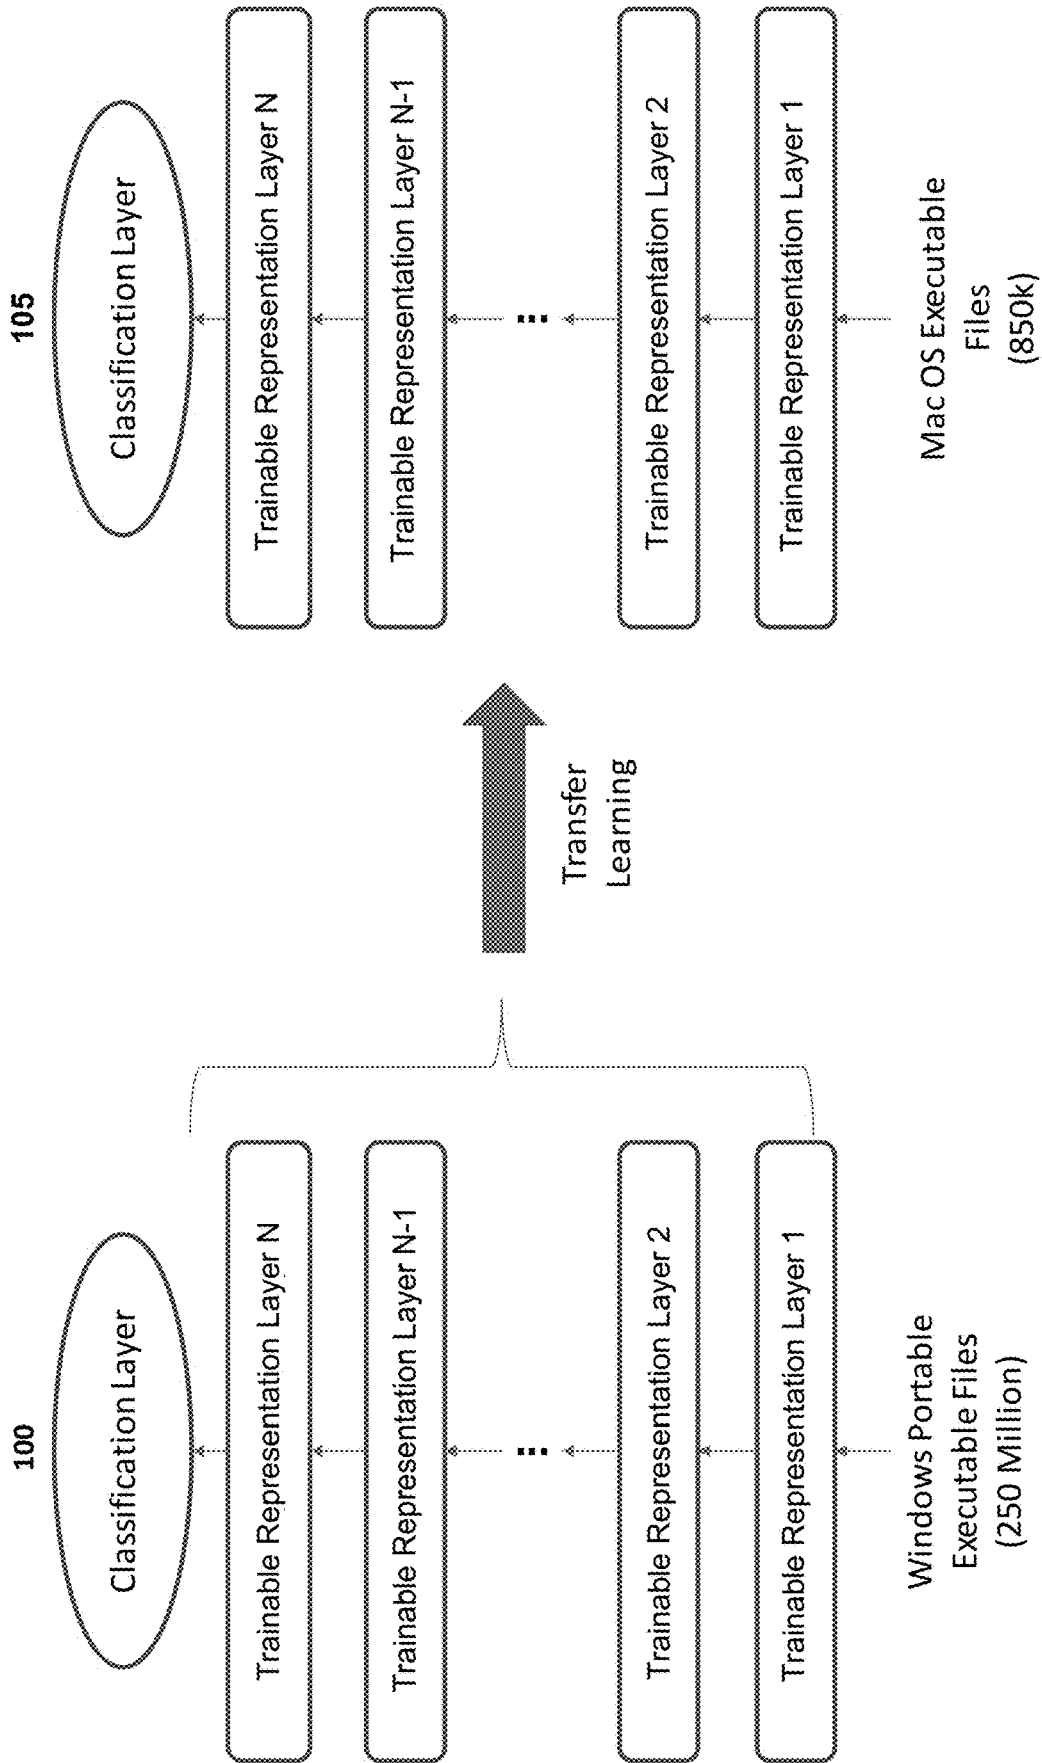 100
Classification Layer
Trainable Representation Layer N
Trainable Representation Layer N-1
...
Trainable Representation Layer 2
Trainable Representation Layer 1
Windows Portable
Executable Files
(250 Million)
Transfer
Learning
105
Classification Layer
Trainable Representation Layer N
Trainable Representation Layer N-1
...
Trainable Representation Layer 2
Trainable Representation Layer 1
Mac OS Executable
Files
(850k)